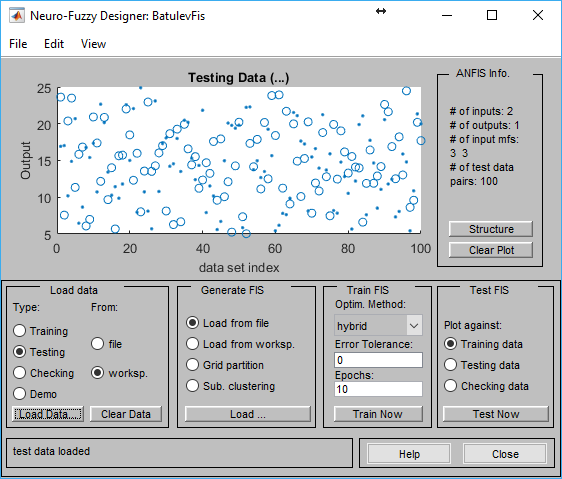 Neuro-Fuzzy Designer: BatulevFis
File Edit View
Testing Data (...)
Output
25
20
15
10
5
0 20 40 60 80 100
data set index
ANFIS Info.
# of inputs: 2
# of outputs: 1
# of input mfs:
3 3
# of test data
pairs: 100
Structure
Clear Plot
Load data
Type: From:
Training
Testing
Checking
Demo
file
worksp.
Load Data... Clear Data
Generate FIS
Load from file
Load from worksp.
Grid partition
Sub. clustering
Load ...
Train FIS
Optim. Method:
hybrid
Error Tolerance:
0
Epochs:
10
Train Now
Test FIS
Plot against:
Training data
Testing data
Checking data
Test Now
test data loaded
Help Close